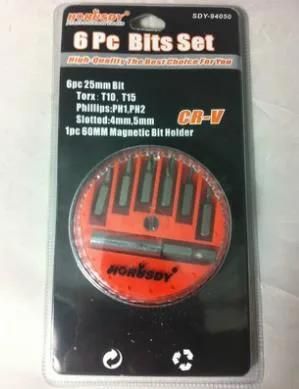 HORUSDY SDY-94050
6 Pc Bits Set
High-Quality The Best Choice For You
6pc 25mm Bit
Torx: T10, T15
Phillips:PH1,PH2
Slotted:4mm,5mm
1pc 60MM Magnetic Bit Holder
CR-V
HORUSDY